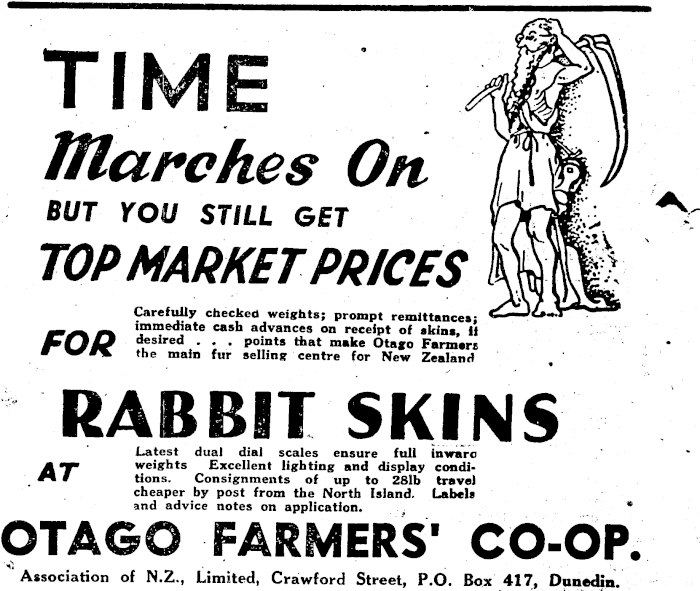 TIME
Marches On
BUT YOU STILL GET
TOP MARKET PRICES
FOR
Carefully checked weights; prompt remittances;
immediate cash advances on receipt of skins, if
desired . . . points that make Otago Farmers
the main fur selling centre for New Zealand
RABBIT SKINS
AT
Latest dual dial scales ensure full inward
weights Excellent lighting and display condi-
tions. Consignments of up to 28lb travel
cheaper by post from the North Island. Labels
and advice notes on application.
OTAGO FARMERS' CO-OP.
Association of N.Z., Limited, Crawford Street, P.O. Box 417, Dunedin.